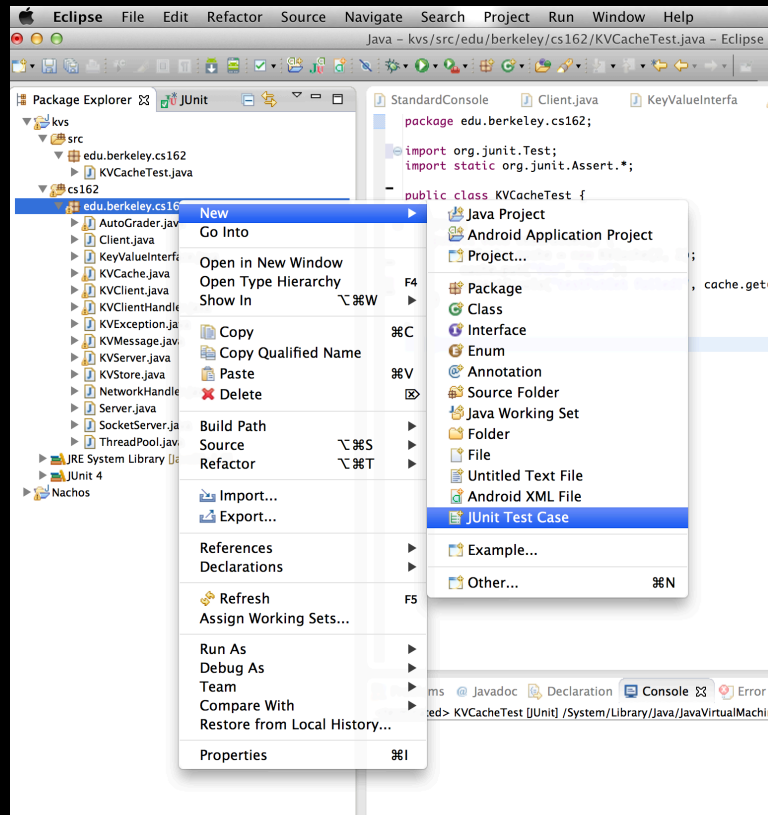 Eclipse File Edit Refactor Source Navigate Search Project Run Window Help
Java – kvs/src/edu/berkeley/cs162/KVCacheTest.java – Eclipse
Package Explorer
JUnit
kvs
src
edu.berkeley.cs162
KVCacheTest.java
cs162
edu.berkeley.cs16
AutoGrader.jav
Client.java
KeyValueInterfa
KVCache.java
KVClient.java
KVClientHandle
KVException.ja
KVMessage.java
KVServer.java
KVStore.java
NetworkHandle
Server.java
SocketServer.java
ThreadPool.java
JRE System Library [Ja
JUnit 4
Nachos
StandardConsole Client.java KeyValueInterfa
package edu.berkeley.cs162;
import org.junit.Test;
import static org.junit.Assert.*;
public class KVCacheTest {
;
, cache.get(
New
Go Into
Open in New Window
Open Type Hierarchy F4
Show In ⌥⌘W
Copy ⌘C
Copy Qualified Name
Paste ⌘V
Delete ⌦
Build Path
Source ⌥⌘S
Refactor ⌥⌘T
Import...
Export...
References
Declarations
Refresh F5
Assign Working Sets...
Run As
Debug As
Team
Compare With
Restore from Local History...
Properties ⌘I
Java Project
Android Application Project
Project...
Package
Class
Interface
Enum
Annotation
Source Folder
Java Working Set
Folder
File
Untitled Text File
Android XML File
JUnit Test Case
Example...
Other... ⌘N
ms @ Javadoc Declaration Console Error
ted> KVCacheTest [JUnit] /System/Library/Java/JavaVirtualMachi